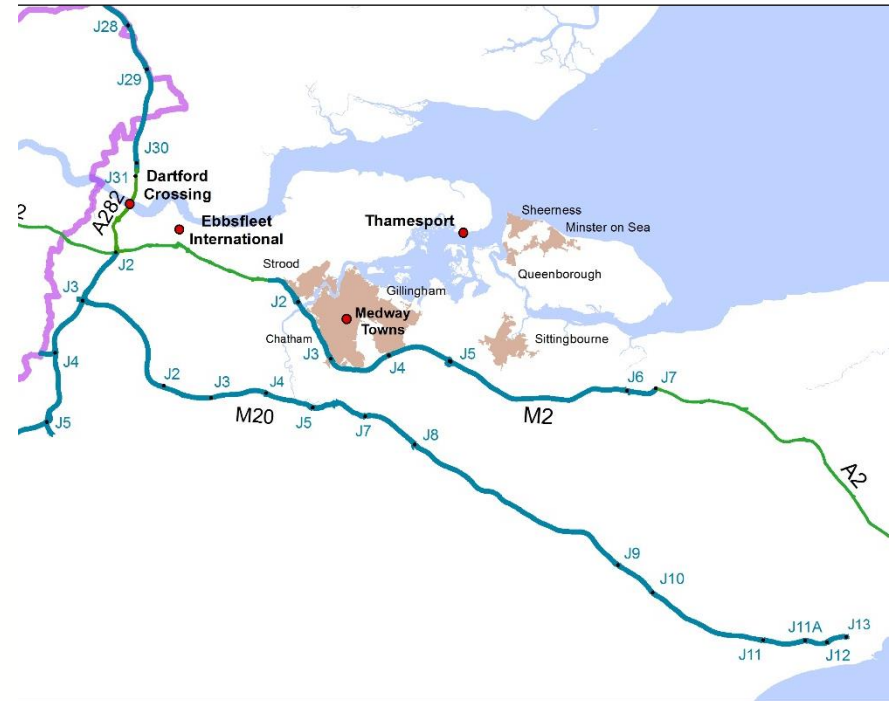 J28
J29
J30
J31
Dartford
Crossing
2
A282
Ebbsfleet
International
J2
Thamesport
Sheerness
Minster on Sea
Queenborough
Strood
Gillingham
J2
Medway
Towns
Chatham
Sittingbourne
J3
J3
J4
J5
J4
J6
J7
J2
J3
J4
M20
J5
J7
M2
J5
J8
A2
J9
J10
J11
J11A
J12
J13